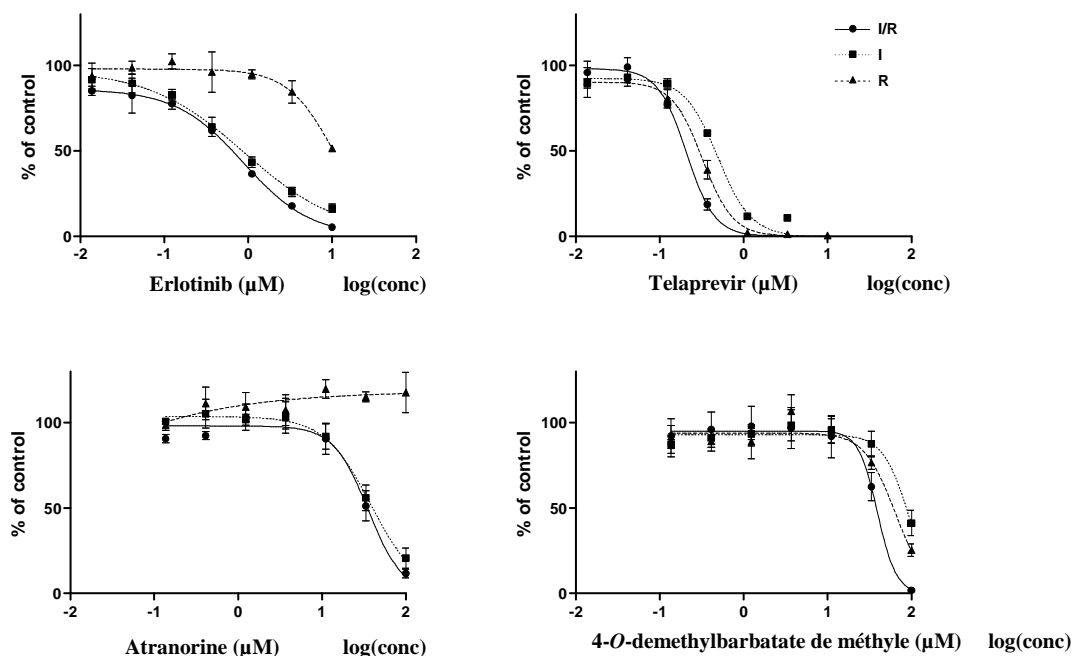 % of control
100
50
0
-2 -1 0 1 2
Erlotinib (µM) log(conc)
% of control
100
50
0
-2 -1 0 1 2
Telaprevir (µM) log(conc)
I/R
I
R
% of control
100
50
0
-2 -1 0 1 2
Atranorine (µM) log(conc)
% of control
100
50
0
-2 -1 0 1 2
4-O-demethylbarbatate de méthyle (µM) log(conc)